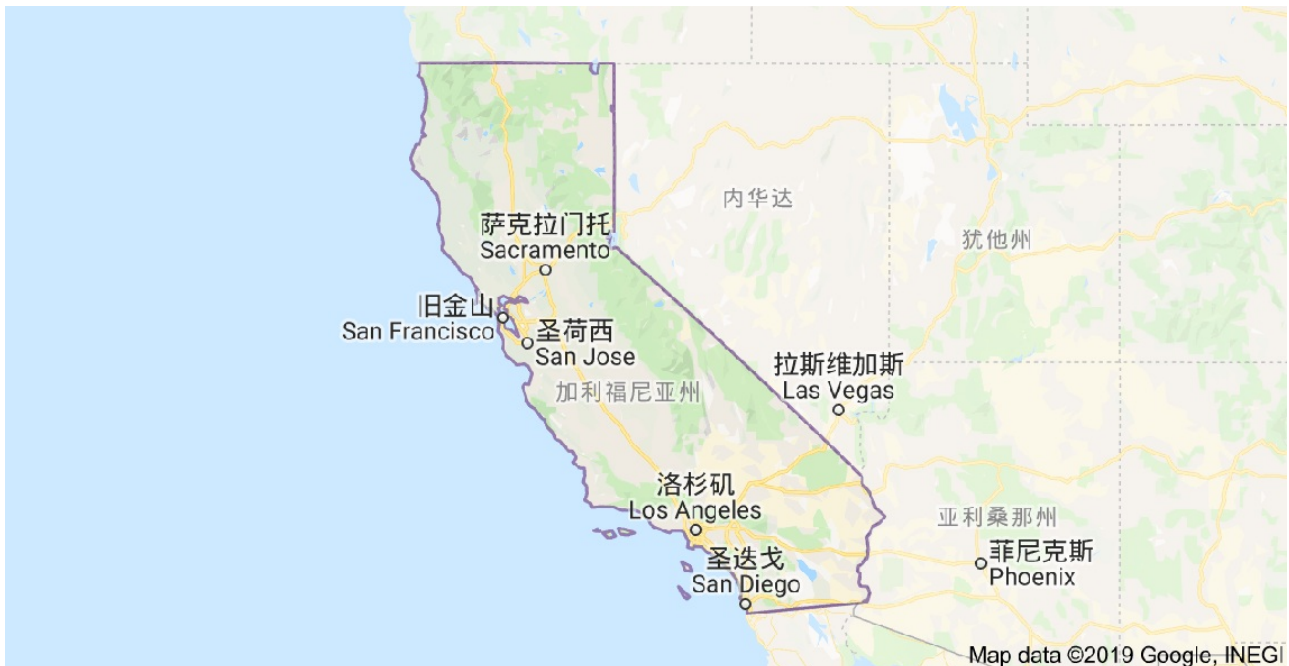 内华达
萨克拉门托
Sacramento
犹他州
旧金山
San Francisco
圣荷西
San Jose
拉斯维加斯
Las Vegas
加利福尼亚州
洛杉矶
Los Angeles
亚利桑那州
菲尼克斯
Phoenix
圣迭戈
San Diego
Map data ©2019 Google, INEGI